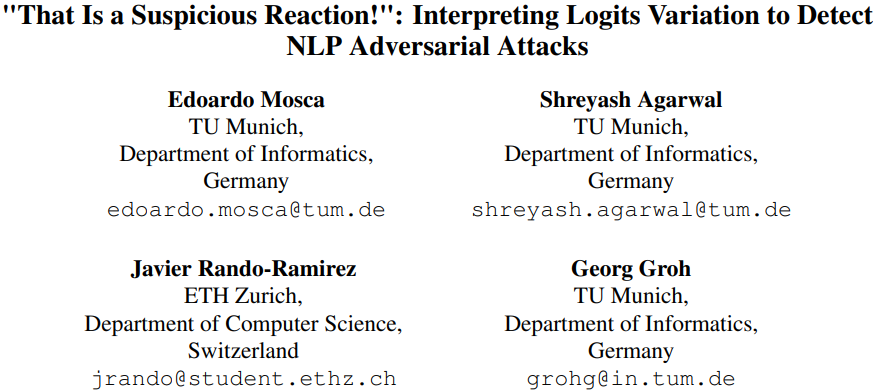 "That Is a Suspicious Reaction!": Interpreting Logits Variation to Detect
NLP Adversarial Attacks
Edoardo Mosca
TU Munich,
Department of Informatics,
Germany
edoardo.mosca@tum.de
Shreyash Agarwal
TU Munich,
Department of Informatics,
Germany
shreyash.agarwal@tum.de
Javier Rando-Ramirez
ETH Zurich,
Department of Computer Science,
Switzerland
jrando@student.ethz.ch
Georg Groh
TU Munich,
Department of Informatics,
Germany
grohg@in.tum.de